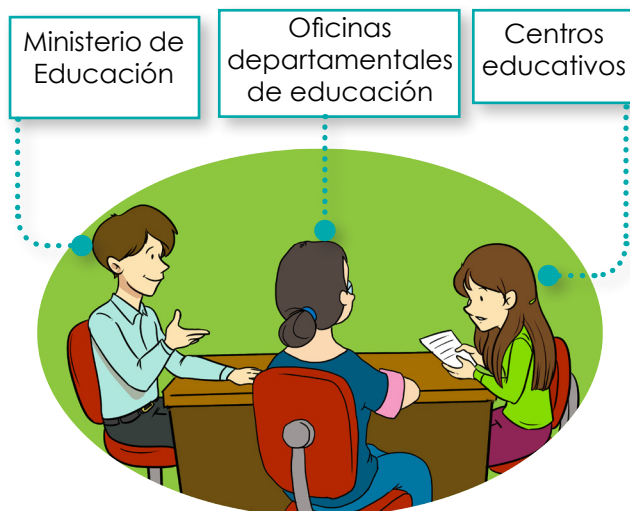 Ministerio de
Educación
Oficinas
departamentales
de educación
Centros
educativos